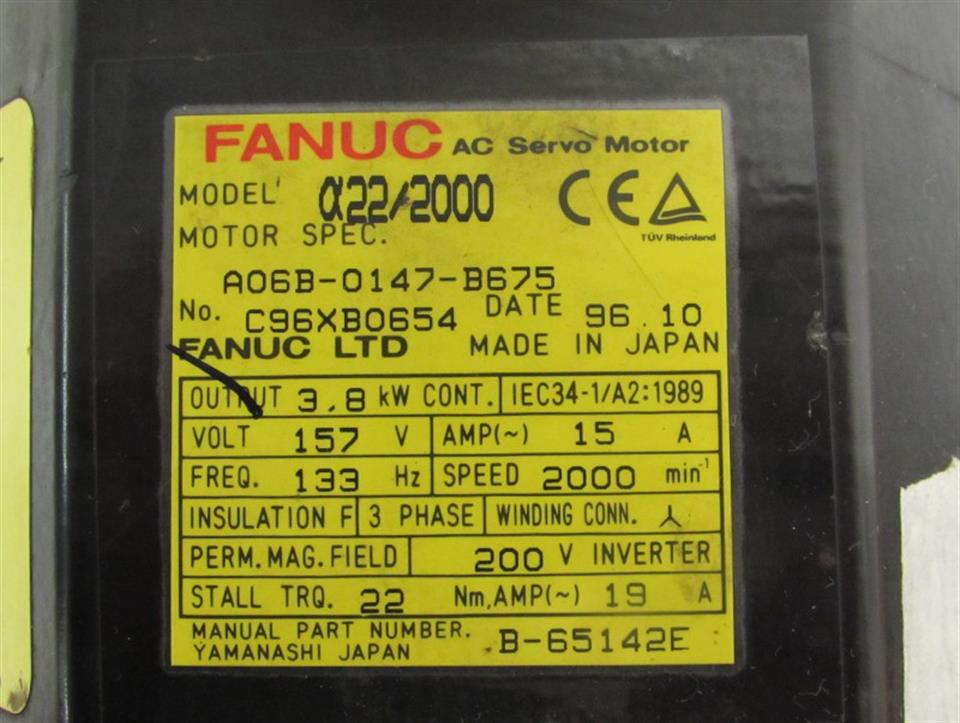 FANUC AC Servo Motor
MODEL α22/2000 CE
TÜV Rheinland
MOTOR SPEC.
A06B-0147-B675
No. C96XB0654 DATE 96.10
FANUC LTD MADE IN JAPAN
OUTPUT 3.8 kW CONT. IEC34-1/A2:1989
VOLT 157 V AMP(~) 15 A
FREQ. 133 Hz SPEED 2000 min⁻¹
INSULATION F 3 PHASE WINDING CONN.
PERM.MAG.FIELD 200 V INVERTER
STALL TRQ. 22 Nm,AMP(~) 19 A
MANUAL PART NUMBER. B-65142E
YAMANASHI JAPAN